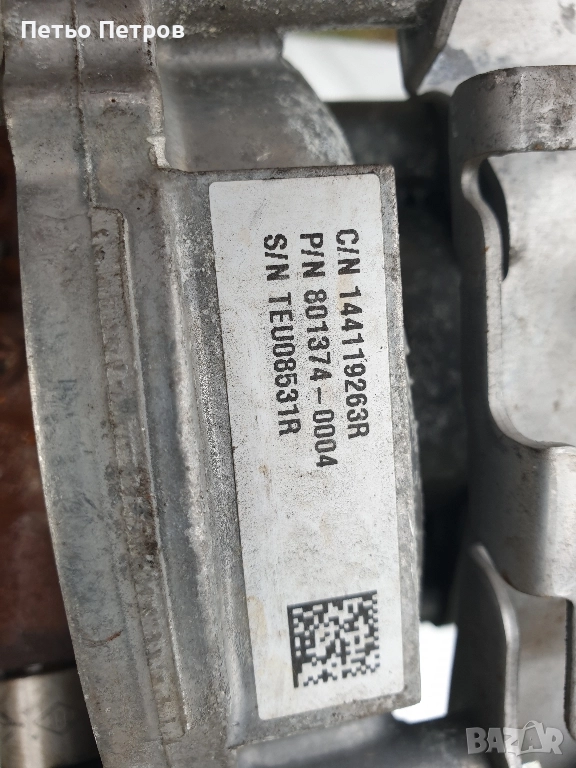 Петьо Петров
C/N 144119263R
P/N 801374-0004
S/N TEU08531R
BAZAR